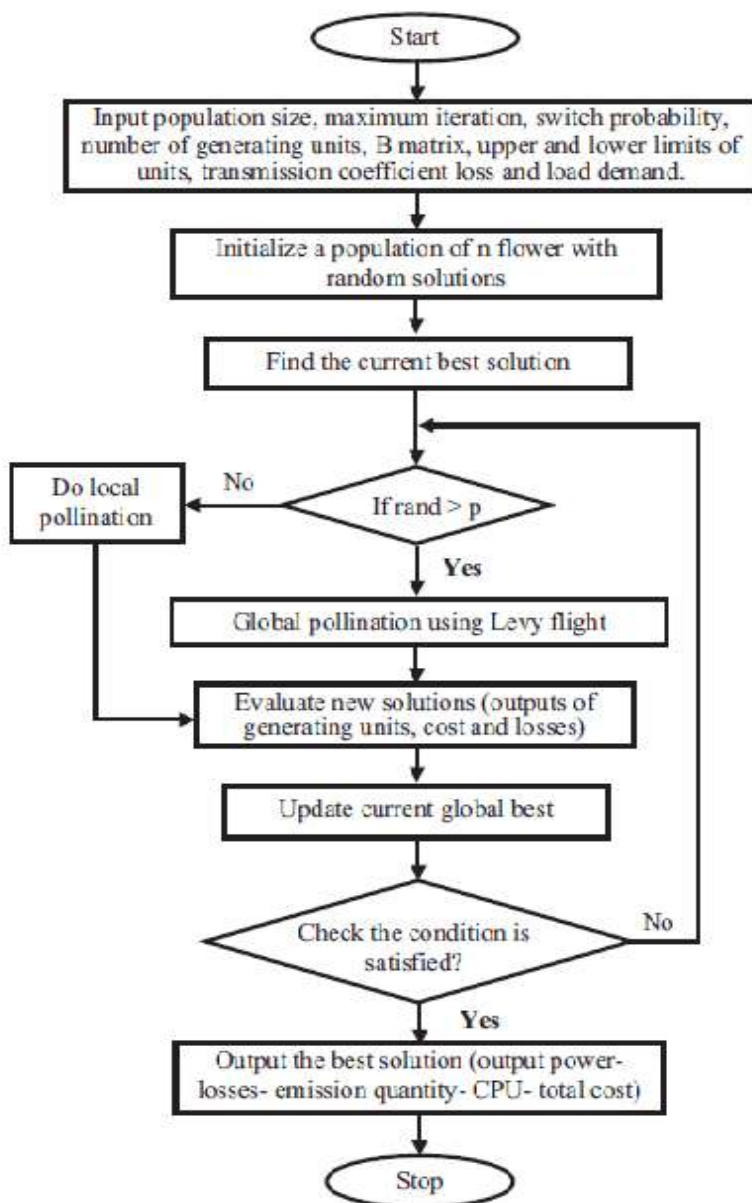 Start
Input population size, maximum iteration, switch probability,
number of generating units, B matrix, upper and lower limits of
units, transmission coefficient loss and load demand.
Initialize a population of n flower with
random solutions
Find the current best solution
Do local
pollination
No
If rand > p
Yes
Global pollination using Levy flight
Evaluate new solutions (outputs of
generating units, cost and losses)
Update current global best
Check the condition is
satisfied?
No
Yes
Output the best solution (output power-
losses- emission quantity- CPU- total cost)
Stop